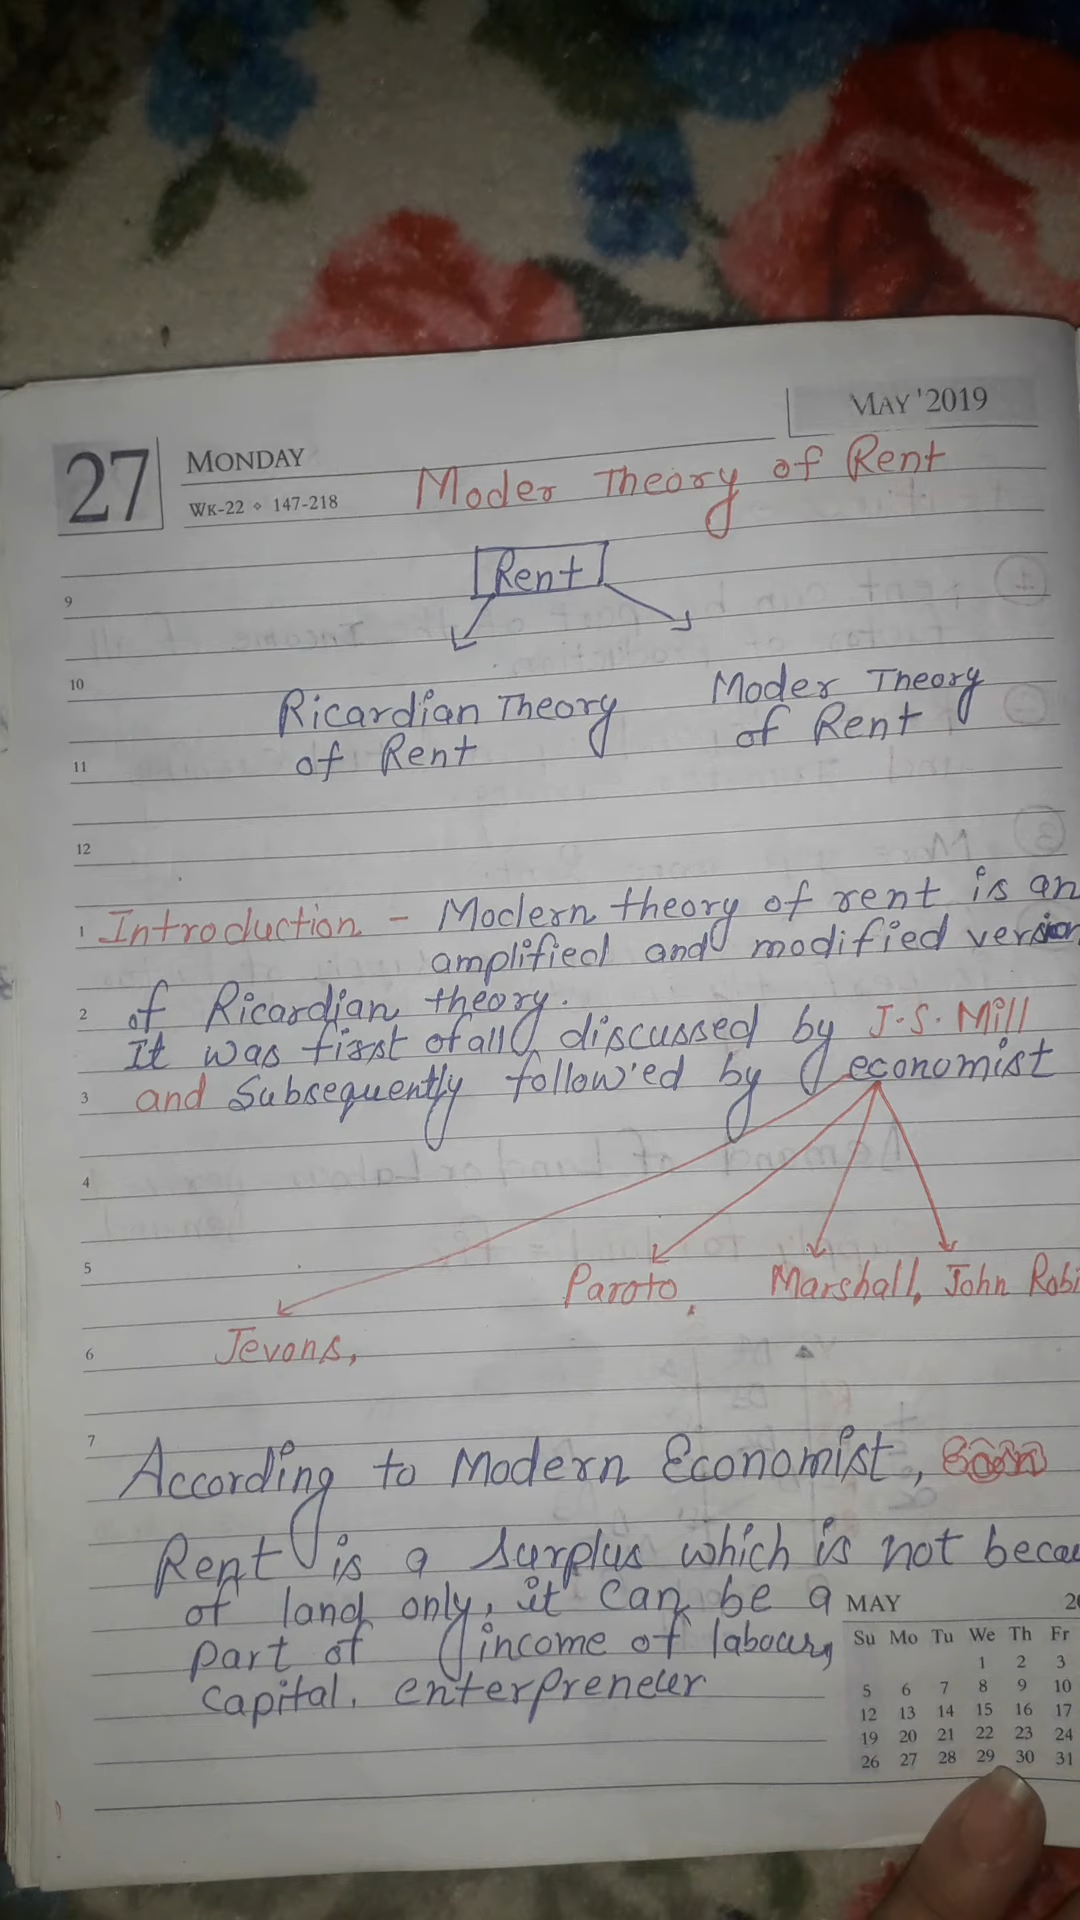 MAY '2019
27
MONDAY
WK-22 ⋄ 147-218
Moder Theory of Rent
Rent
9
10
Ricardian Theory
of Rent
Moder Theory
of Rent
11
12
1
Introduction - Modern theory of rent is an
amplified and modified version
2
of Ricardian theory.
It was first of all discussed by J.S. Mill
3
and Subsequently follow'ed by economist
4
5
Paroto, Marshall, John Robi
6
Jevons,
7
According to Modern Economist,
Rent is a surplus which is not becau
of land only, it can be a
part of income of labour,
capital, enterpreneur
MAY 20
Su Mo Tu We Th Fr
1 2 3
5 6 7 8 9 10
12 13 14 15 16 17
19 20 21 22 23 24
26 27 28 29 30 31